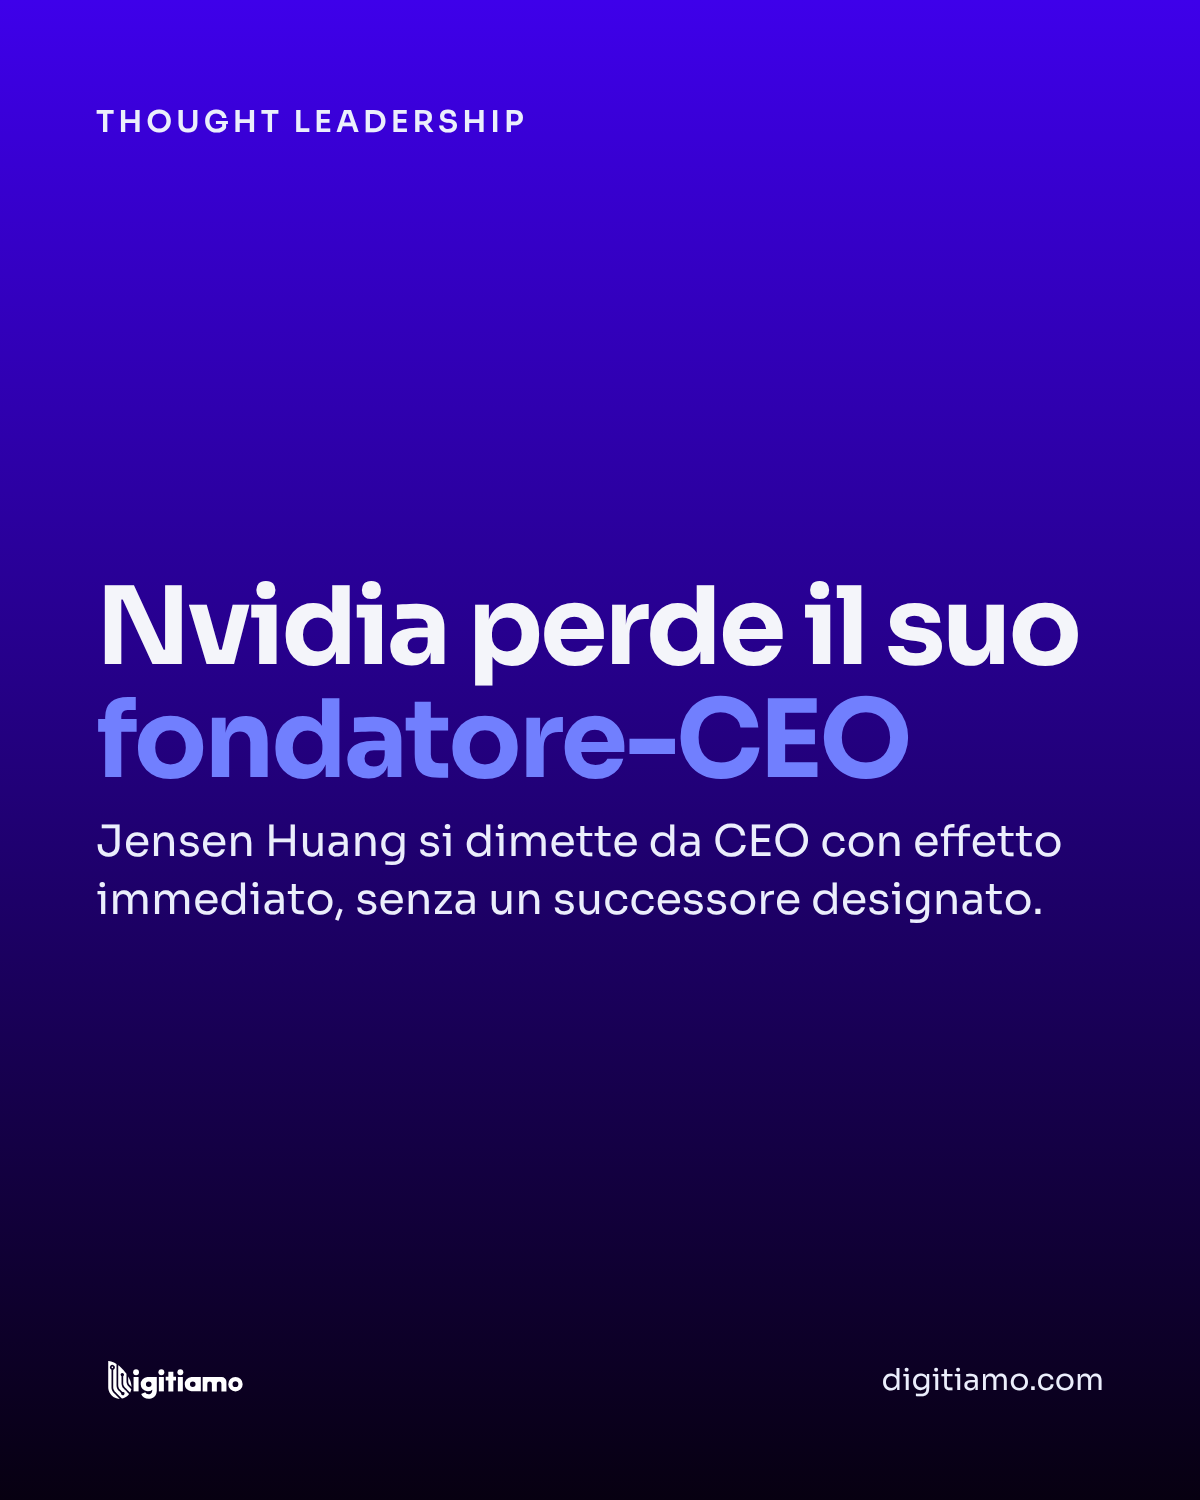 THOUGHT LEADERSHIP
Nvidia perde il suo
fondatore-CEO
Jensen Huang si dimette da CEO con effetto
immediato, senza un successore designato.
Digitiamo
digitiamo.com